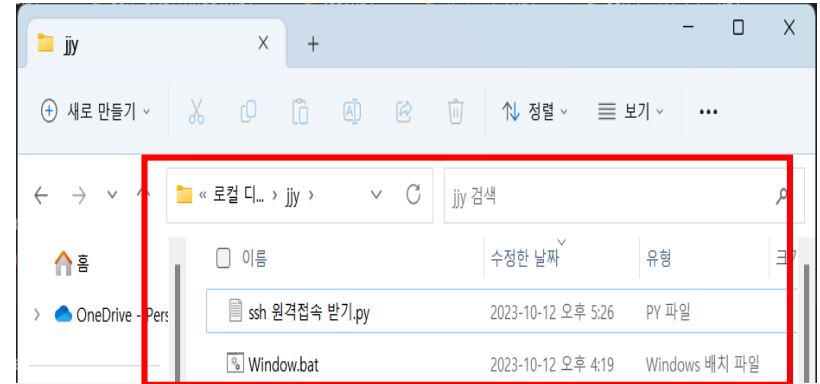 jjy
새로 만들기
정렬
보기
« 로컬 디... › jjy ›
jjy 검색
홈
이름
수정한 날짜
유형
OneDrive - Pers
ssh 원격접속 받기.py
2023-10-12 오후 5:26
PY 파일
Window.bat
2023-10-12 오후 4:19
Windows 배치 파일